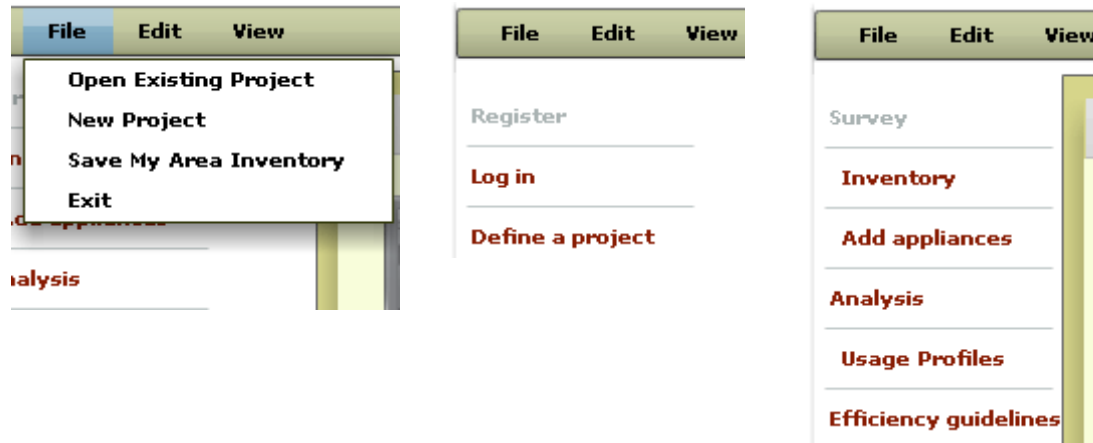 File Edit View
Open Existing Project
New Project
Save My Area Inventory
Exit
alysis
File Edit View
Register
Log in
Define a project
File Edit View
Survey
Inventory
Add appliances
Analysis
Usage Profiles
Efficiency guidelines